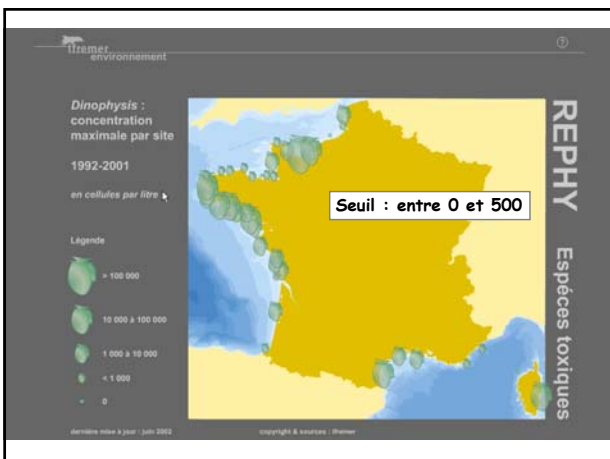 Ifremer
environnement
Dinophysis :
concentration
maximale par site
1992-2001
en cellules par litre
Légende
> 100 000
10 000 à 100 000
1 000 à 10 000
< 1 000
0
dernière mise à jour : juin 2002
copyright & sources : Ifremer
?
Seuil : entre 0 et 500
REPHY Espéces toxiques